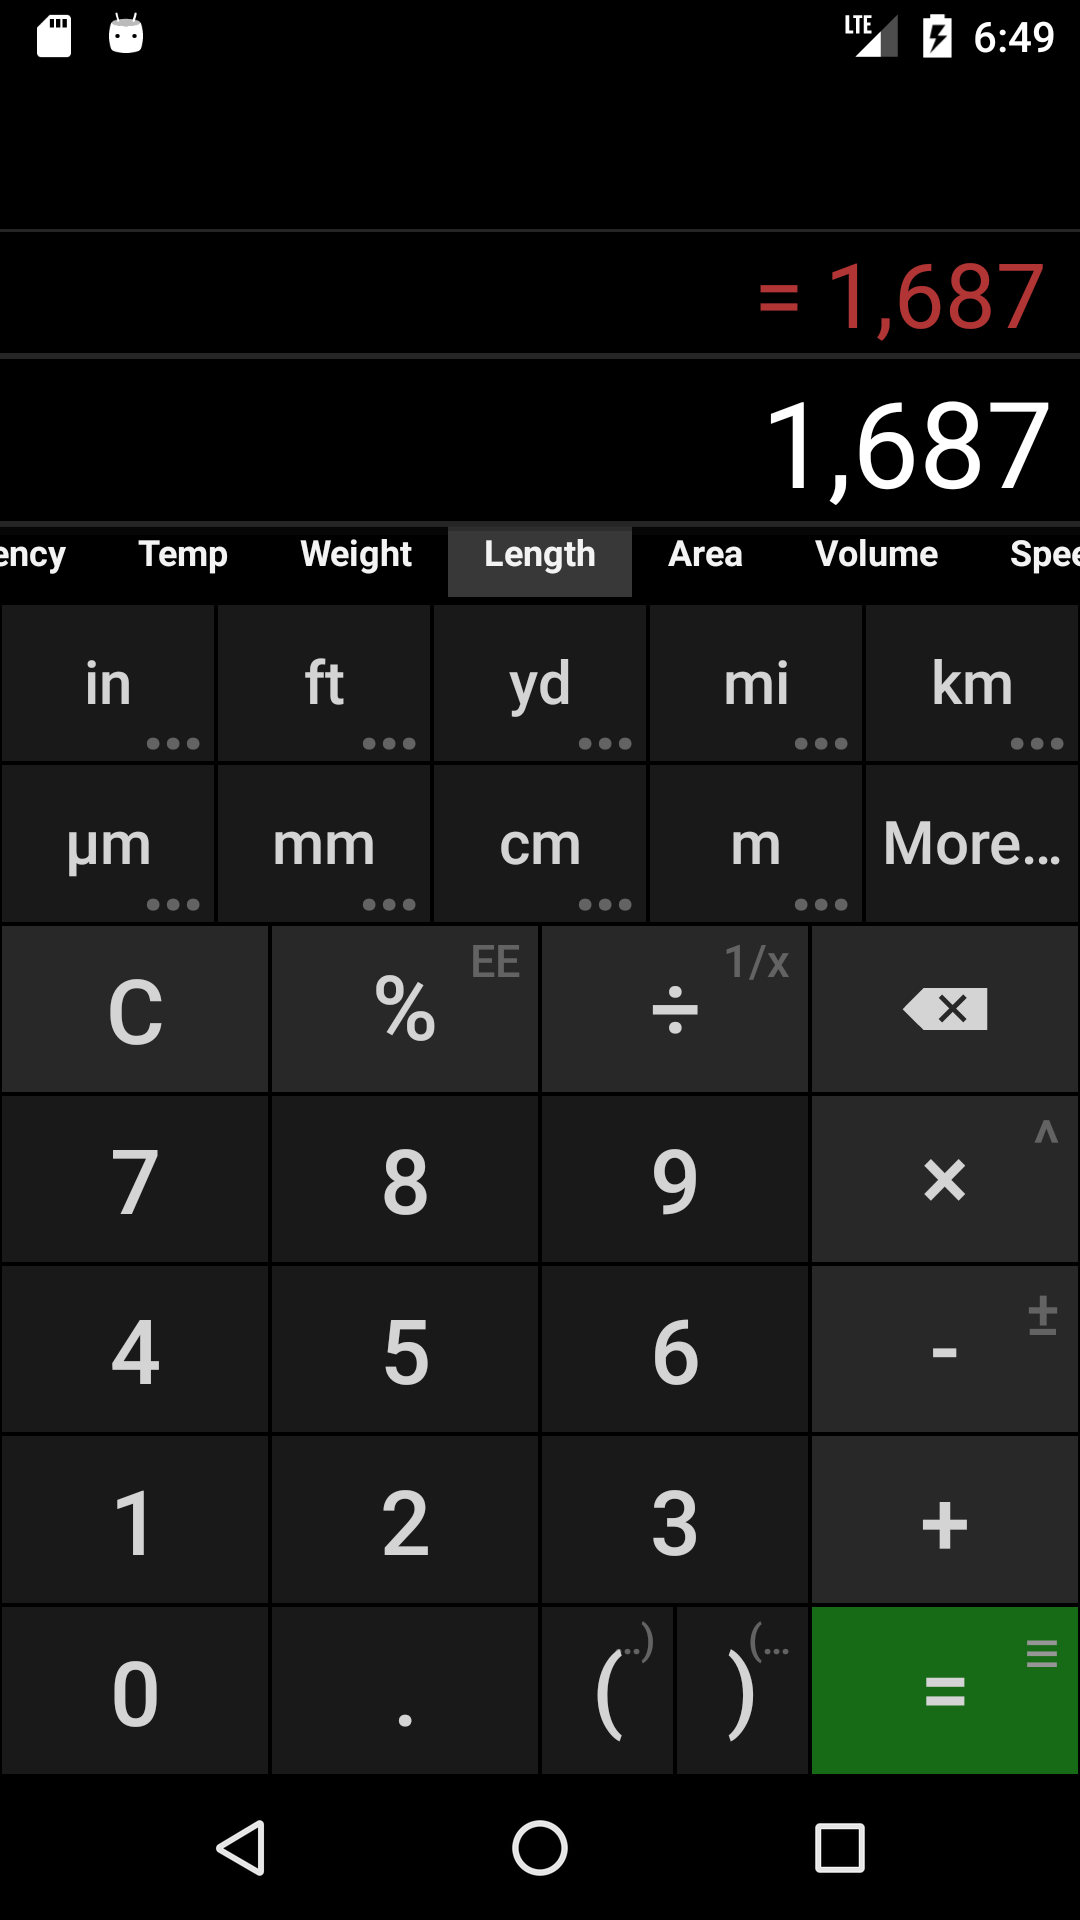 LTE 6:49
= 1,687
1,687
ency Temp Weight Length Area Volume Spee
in ft yd mi km
µm mm cm m More...
C % EE ÷ 1/x
7 8 9 × ^
4 5 6 - ±
1 2 3 +
0 . ( ..) ) (... =